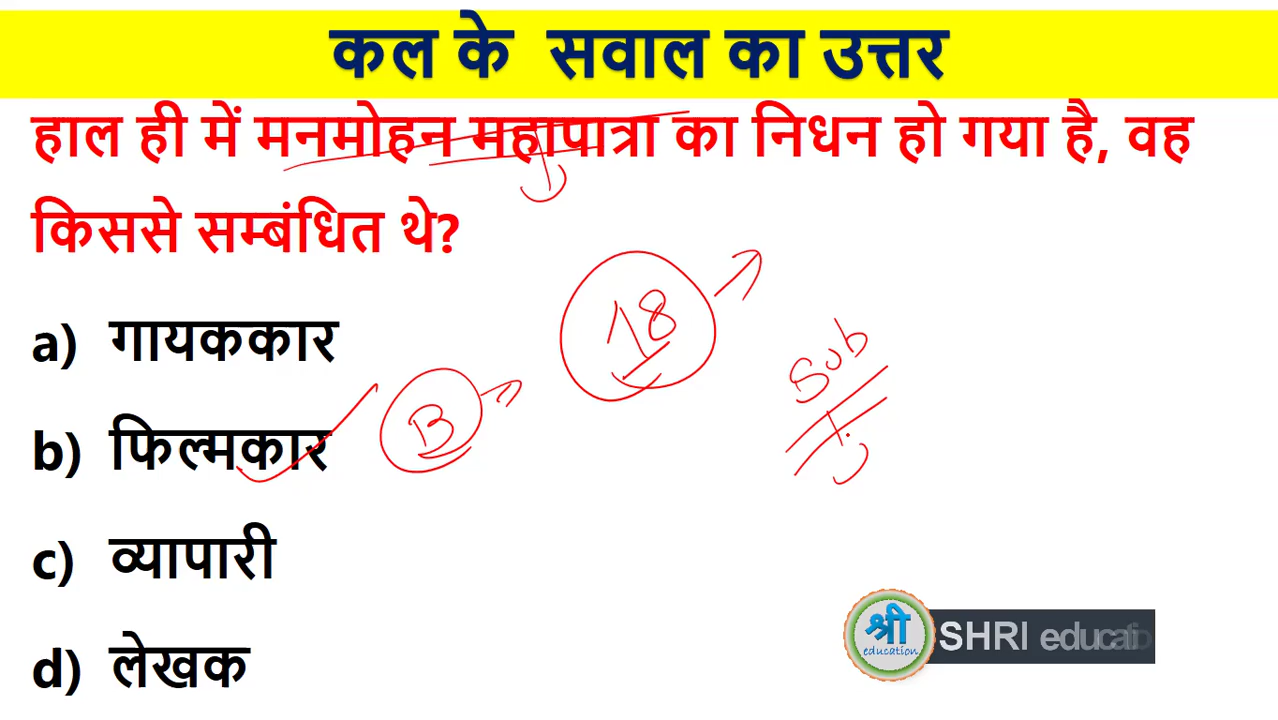 कल के सवाल का उत्तर
हाल ही में मनमोहन महापात्रा का निधन हो गया है, वह
किससे सम्बंधित थे?
a) गायककार
18
Sub
b) फिल्मकार
B
c) व्यापारी
d) लेखक
श्री
education
SHRI educatio